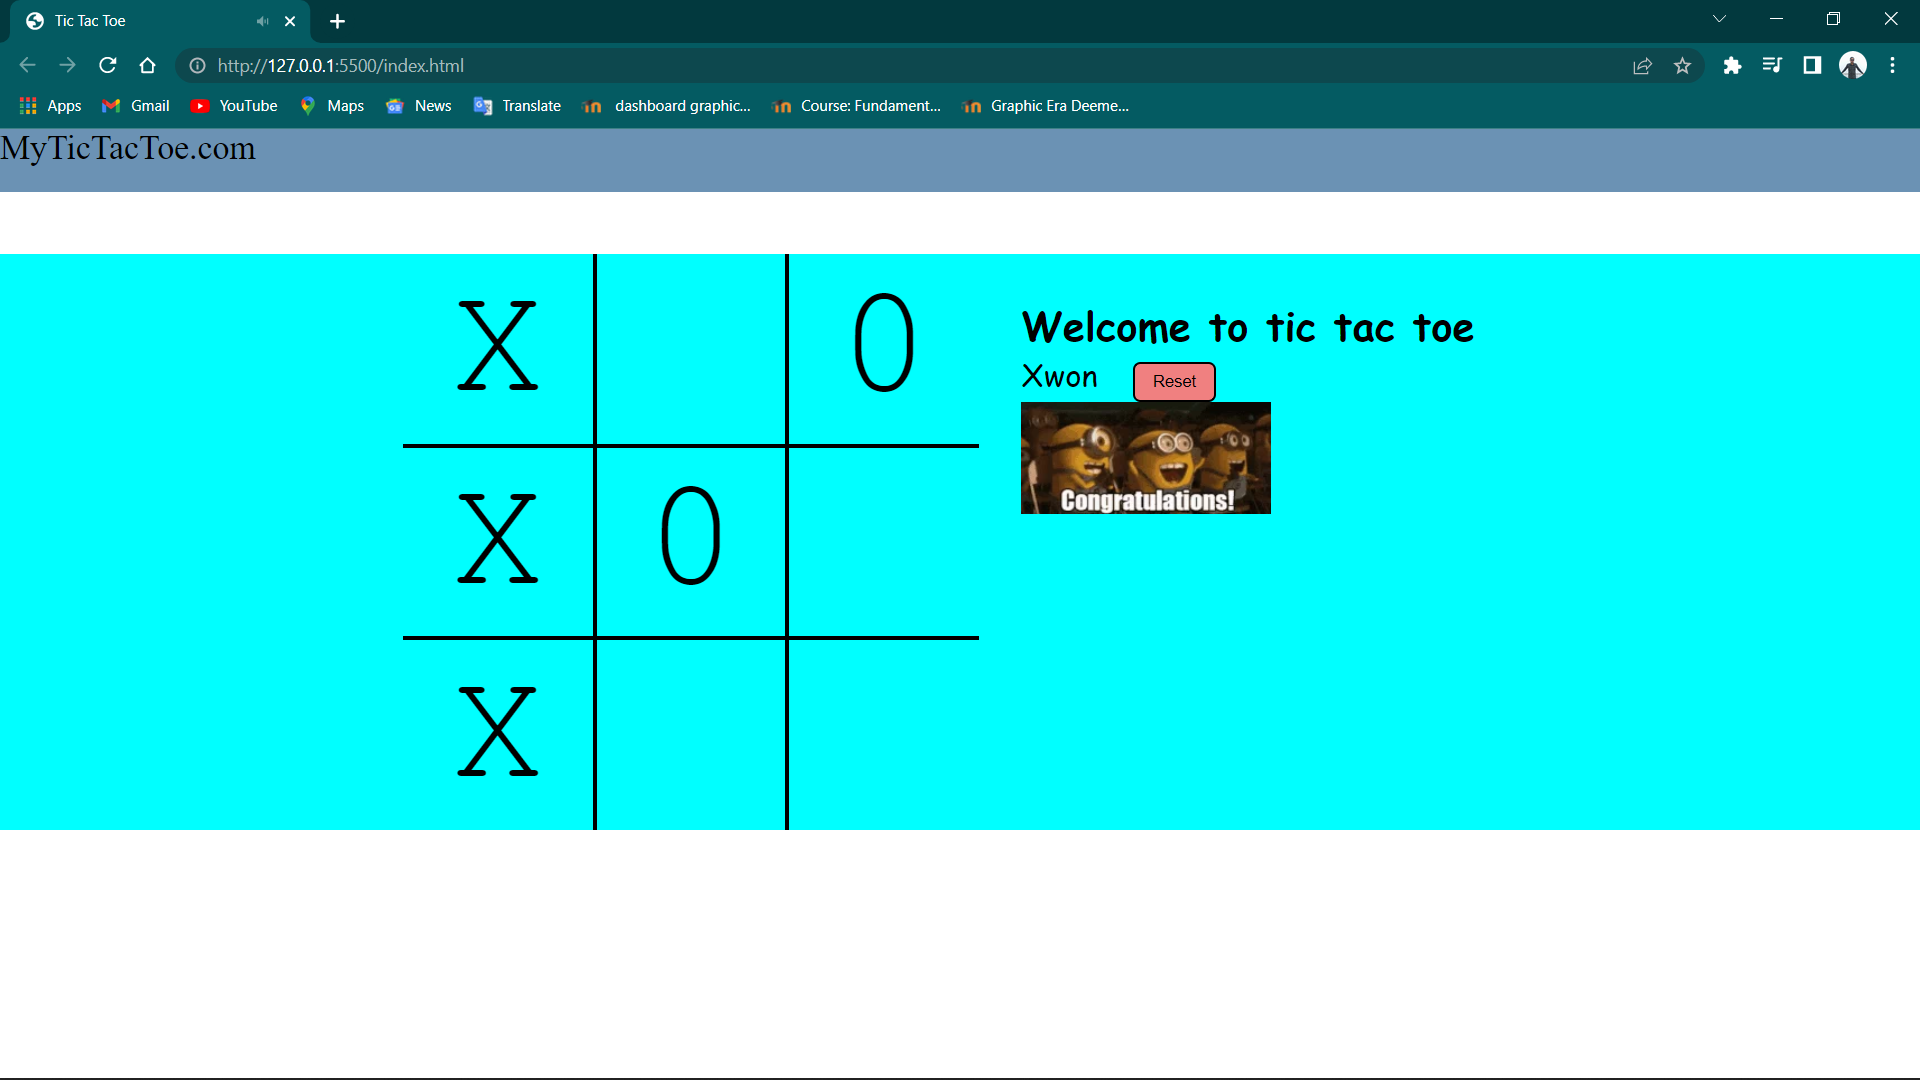 Tic Tac Toe
http://127.0.0.1:5500/index.html
Apps Gmail YouTube Maps News Translate dashboard graphic... Course: Fundament... Graphic Era Deeme...
MyTicTacToe.com
X 0
X 0
X
Welcome to tic tac toe
Xwon Reset
Congratulations!